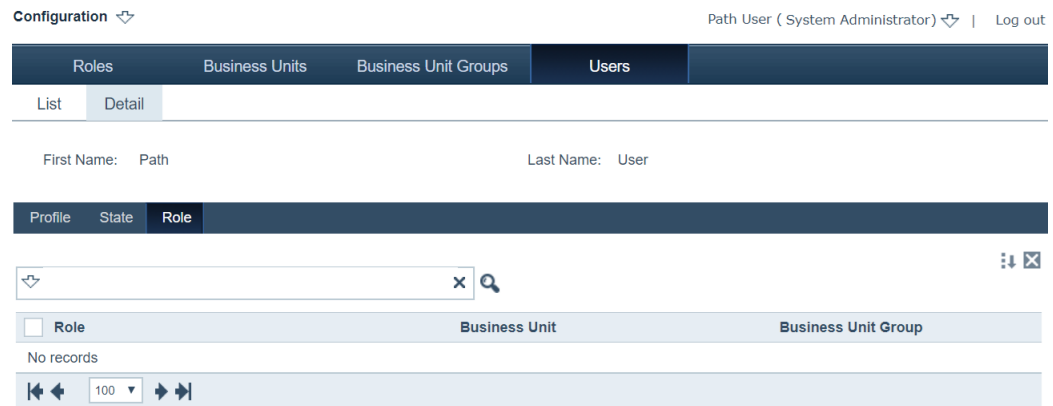 Configuration
Path User ( System Administrator) | Log out
Roles Business Units Business Unit Groups Users
List Detail
First Name: Path Last Name: User
Profile State Role
Role Business Unit Business Unit Group
No records
100